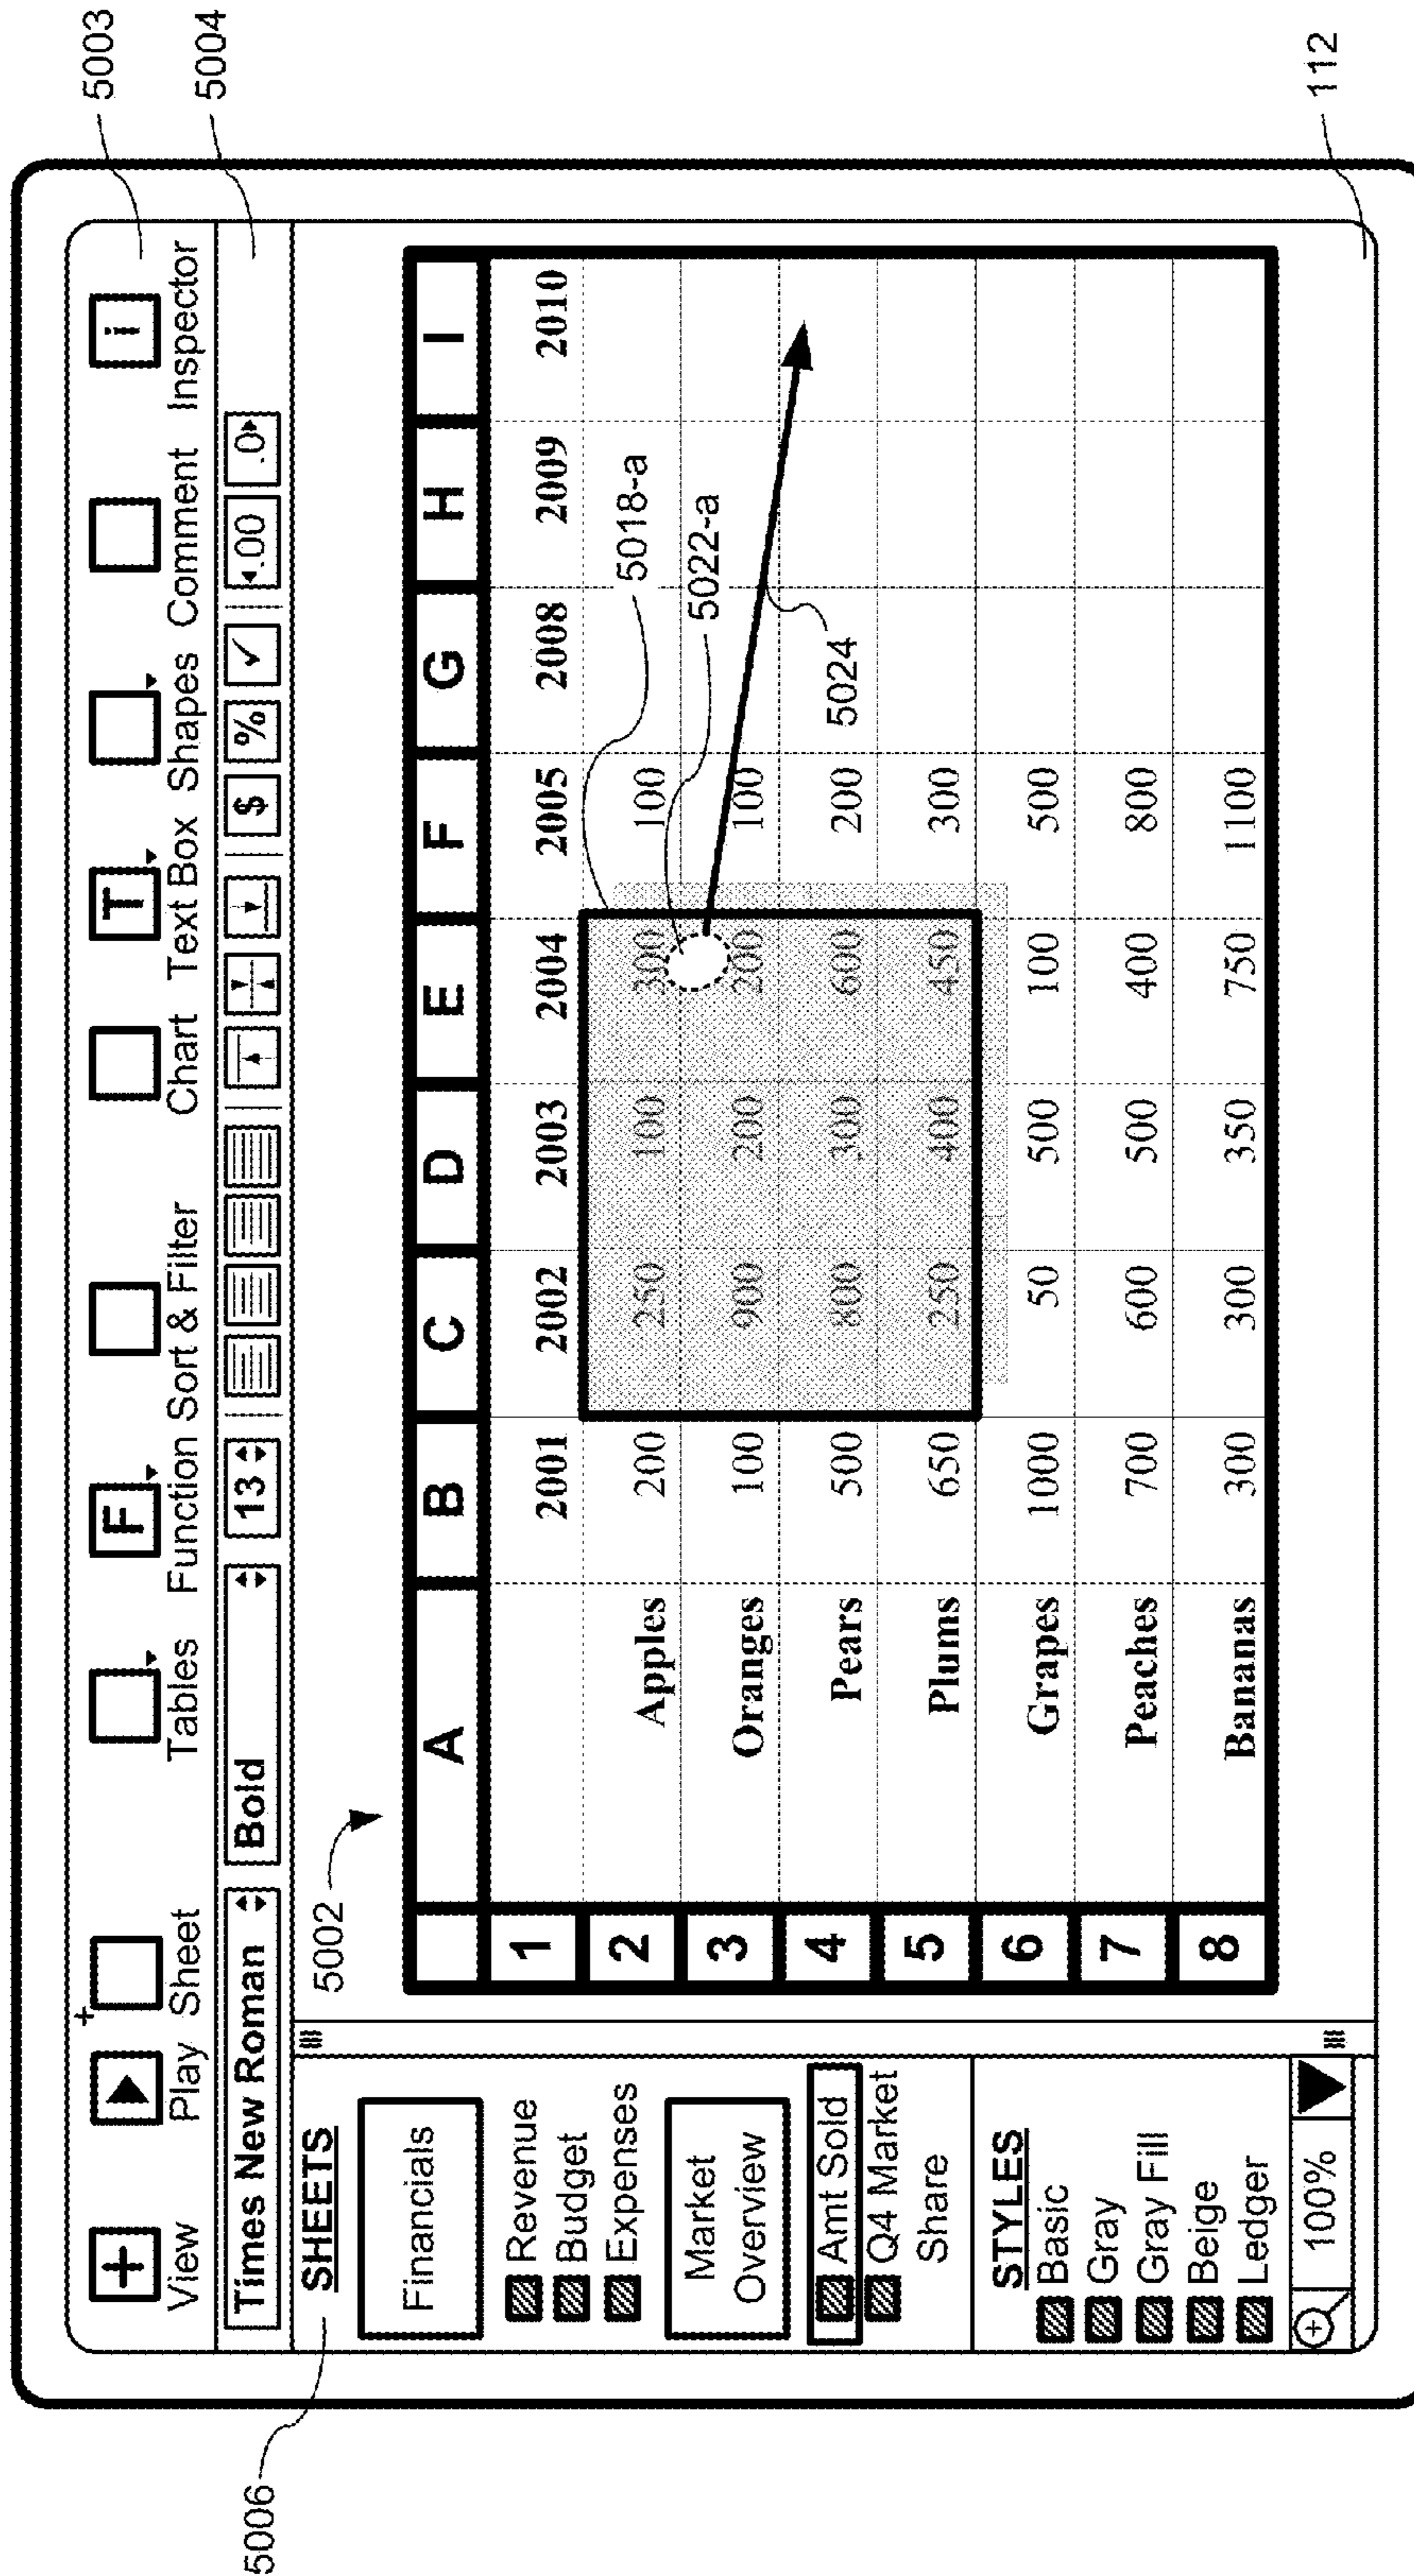 5003
5004
View Play Sheet Tables Function Sort & Filter Chart Text Box Shapes Comment Inspector
+ + F T i
Times New Roman Bold 13 $ % ✓ .00 .0
5006
SHEETS
Financials
Revenue
Budget
Expenses
Market
Overview
Amt Sold
Q4 Market
Share
STYLES
Basic
Gray
Gray Fill
Beige
Ledger
100%
5002
A B C D E F G H I
1 2001 2002 2003 2004 2005 2008 2009 2010
2 Apples 200 250 100 300 100
3 Oranges 100 900 200 200 100
4 Pears 500 800 300 600 200
5 Plums 650 250 400 450 300
6 Grapes 1000 50 500 100 500
7 Peaches 700 600 500 400 800
8 Bananas 300 300 350 750 1100
5018-a
5022-a
5024
112